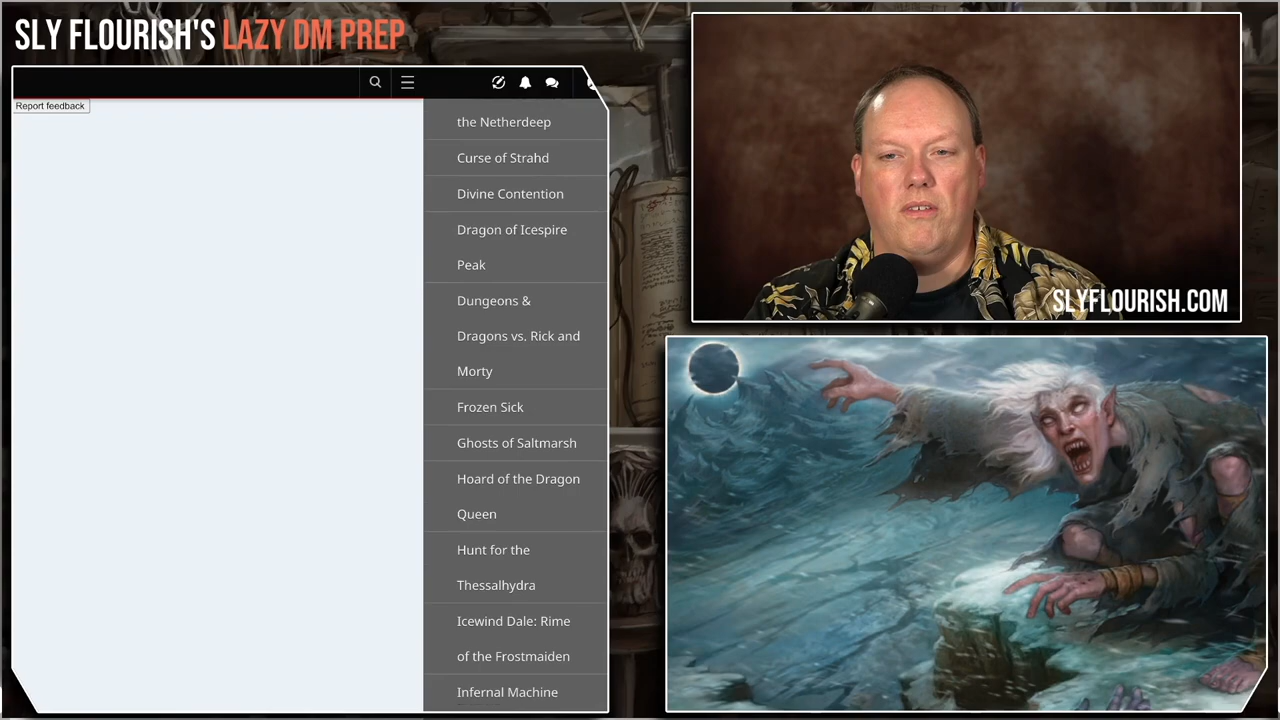 SLY FLOURISH'S LAZY DM PREP
Report feedback
the Netherdeep
Curse of Strahd
Divine Contention
Dragon of Icespire
Peak
Dungeons &
Dragons vs. Rick and
Morty
Frozen Sick
Ghosts of Saltmarsh
Hoard of the Dragon
Queen
Hunt for the
Thessalhydra
Icewind Dale: Rime
of the Frostmaiden
Infernal Machine
SLYFLOURISH.COM